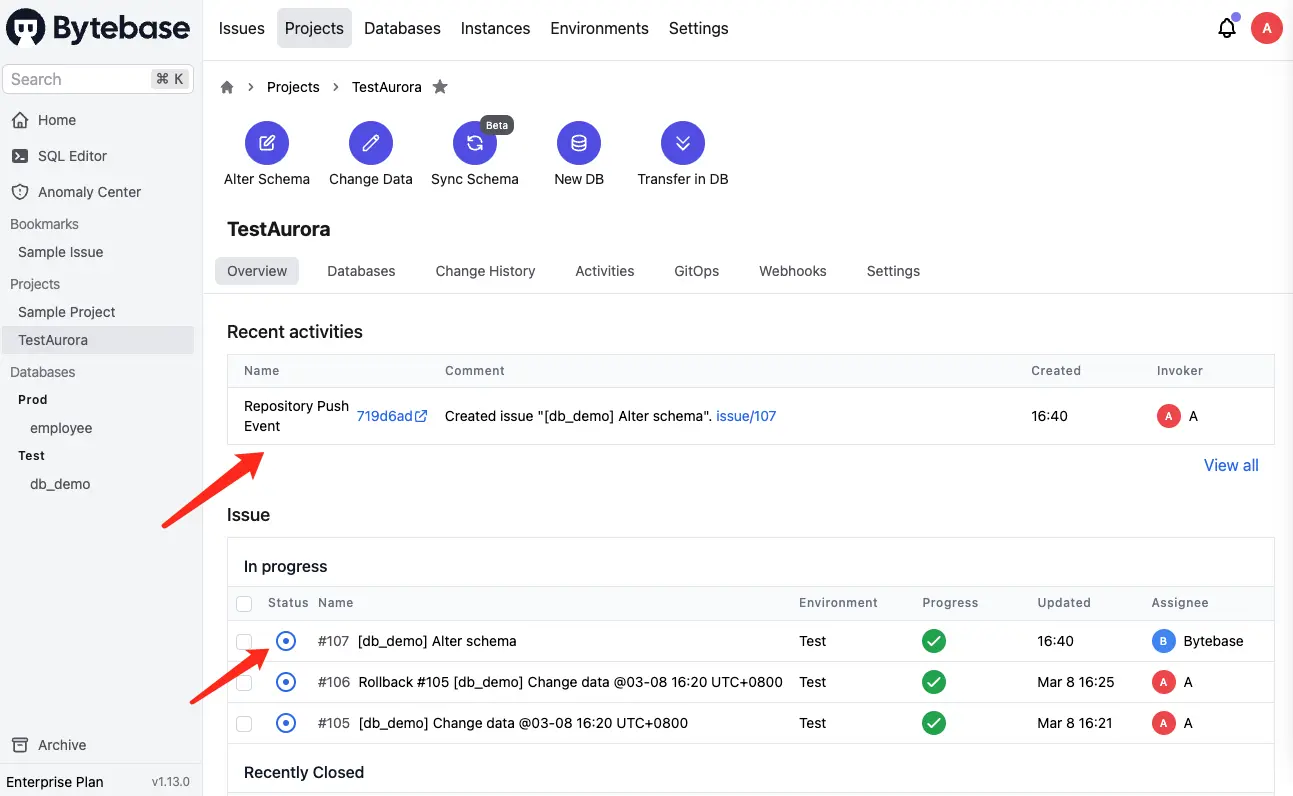 Bytebase
Issues Projects Databases Instances Environments Settings
A
Search ⌘ K
Home
SQL Editor
Anomaly Center
Bookmarks
Sample Issue
Projects
Sample Project
TestAurora
Databases
Prod
employee
Test
db_demo
Archive
Enterprise Plan v1.13.0
Projects TestAurora
Beta
Alter Schema Change Data Sync Schema New DB Transfer in DB
TestAurora
Overview Databases Change History Activities GitOps Webhooks Settings
Recent activities
Name Comment Created Invoker
Repository Push
Event
719d6ad Created issue "[db_demo] Alter schema". issue/107 16:40 A A
View all
Issue
In progress
Status Name Environment Progress Updated Assignee
#107 [db_demo] Alter schema Test 16:40 B Bytebase
#106 Rollback #105 [db_demo] Change data @03-08 16:20 UTC+0800 Test Mar 8 16:25 A A
#105 [db_demo] Change data @03-08 16:20 UTC+0800 Test Mar 8 16:21 A A
Recently Closed